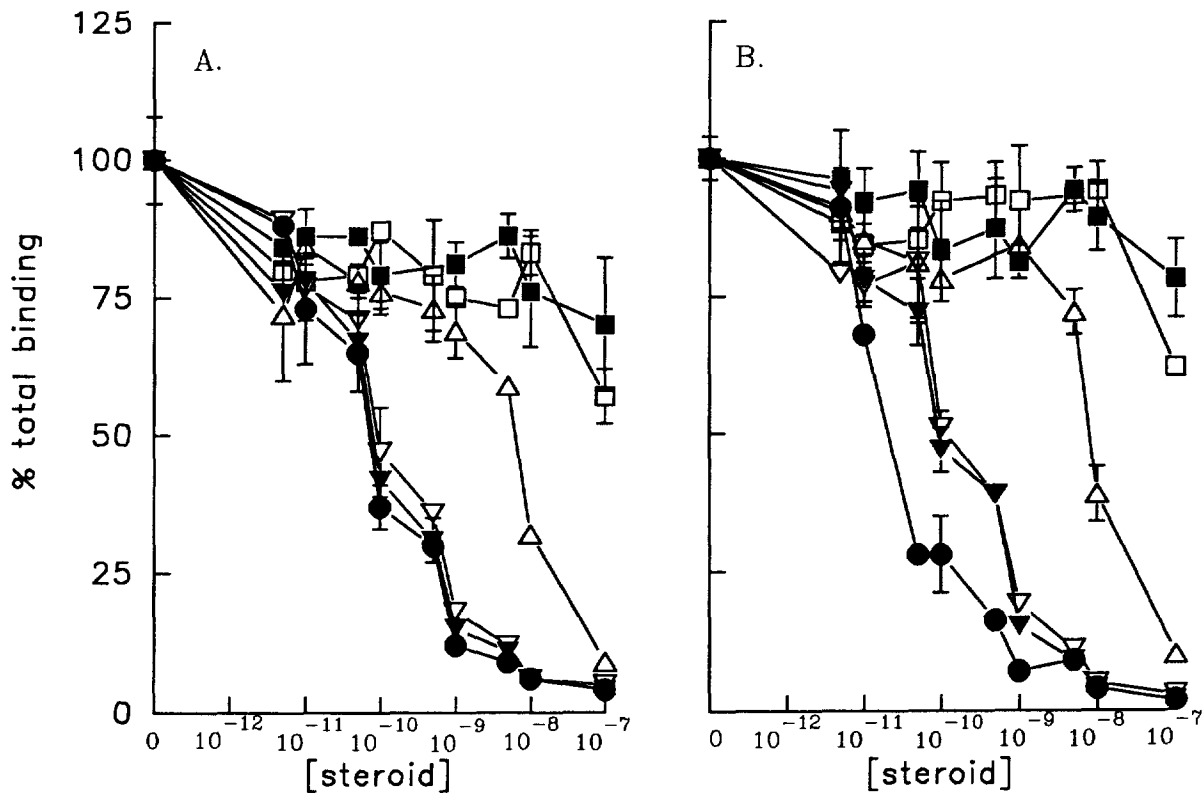 125
A.
B.
100
75
50
25
0
% total binding
0 10⁻¹² 10⁻¹¹ 10⁻¹⁰ 10⁻⁹ 10⁻⁸ 10⁻⁷
[steroid]
0 10⁻¹² 10⁻¹¹ 10⁻¹⁰ 10⁻⁹ 10⁻⁸ 10⁻⁷
[steroid]